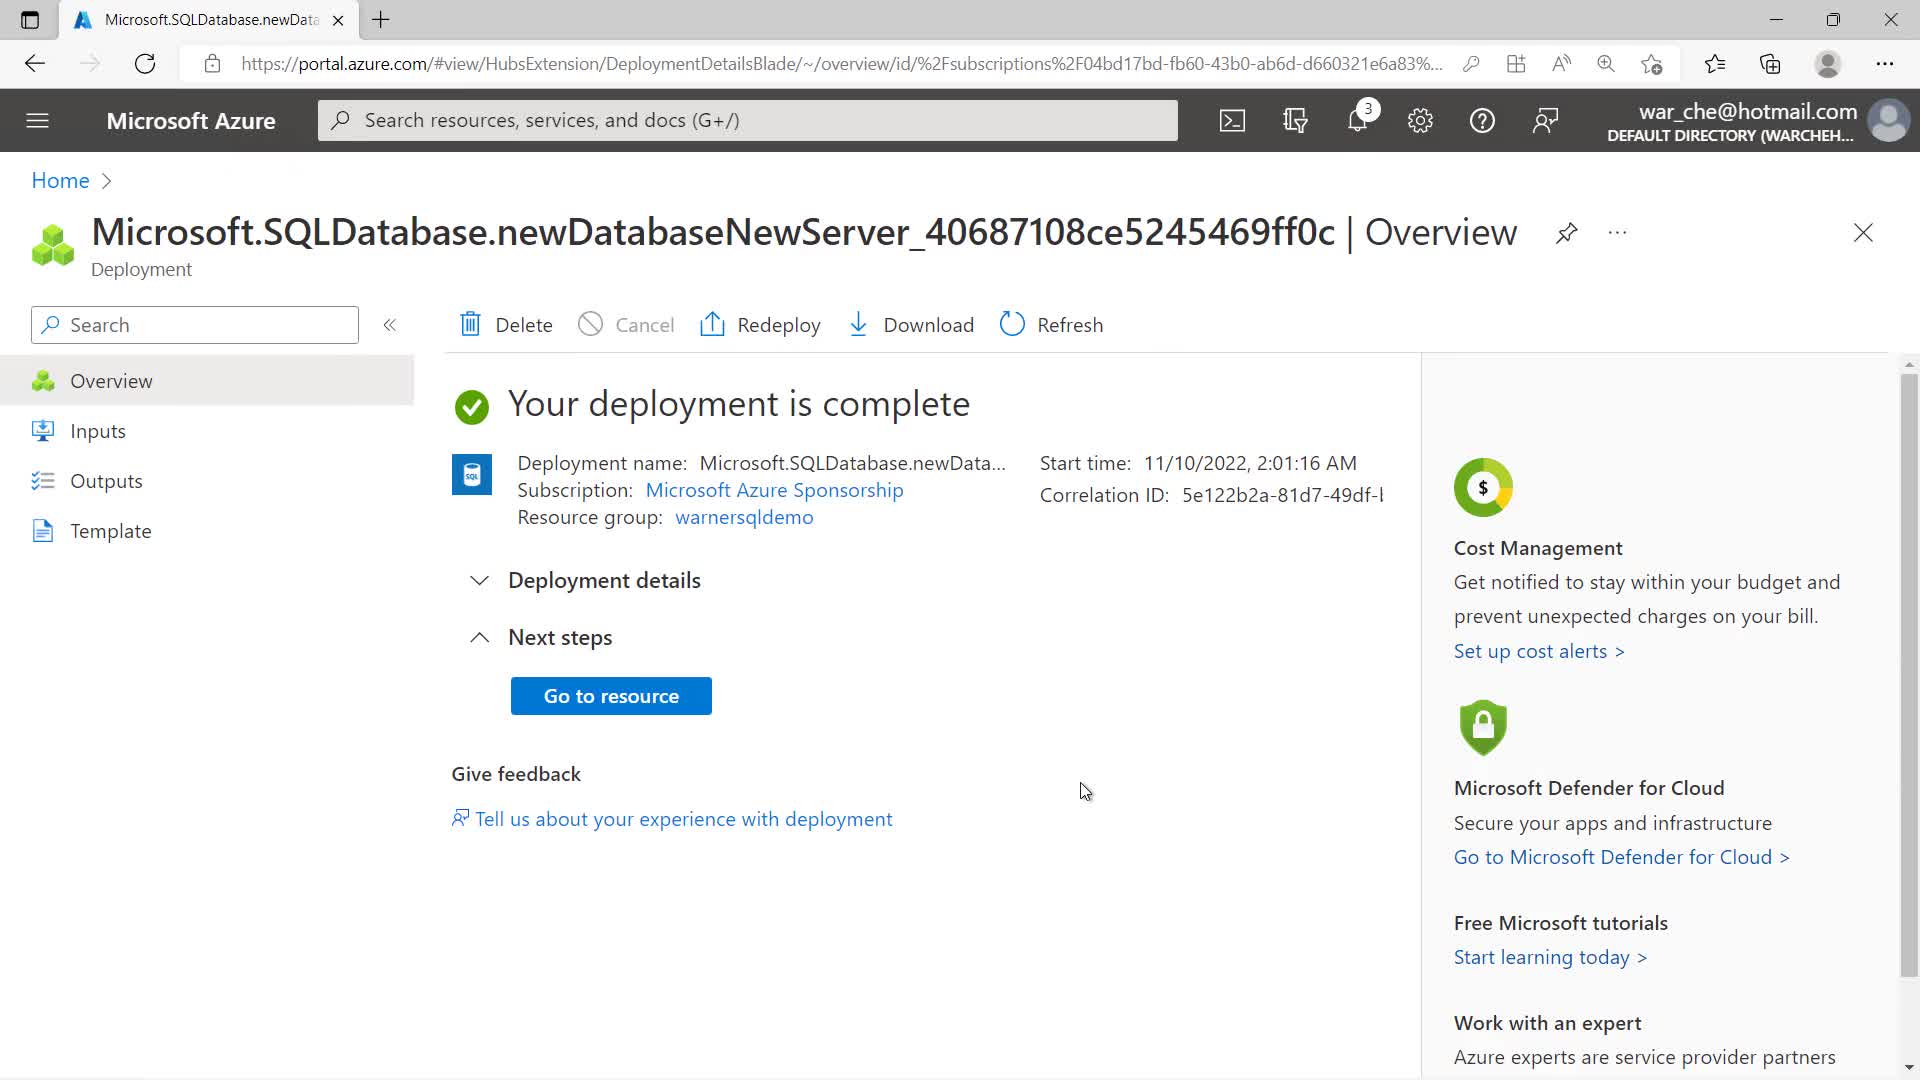 Microsoft.SQLDatabase.newData
https://portal.azure.com/#view/HubsExtension/DeploymentDetailsBlade/~/overview/id/%2Fsubscriptions%2F04bd17bd-fb60-43b0-ab6d-d660321e6a83%...
Microsoft Azure
Search resources, services, and docs (G+/)
3
war_che@hotmail.com
DEFAULT DIRECTORY (WARCHEH...
Home >
Microsoft.SQLDatabase.newDatabaseNewServer_40687108ce5245469ff0c | Overview
Deployment
Search
Delete
Cancel
Redeploy
Download
Refresh
Overview
Inputs
Outputs
Template
Your deployment is complete
SQL
Deployment name: Microsoft.SQLDatabase.newData...
Subscription: Microsoft Azure Sponsorship
Resource group: warnersqldemo
Start time: 11/10/2022, 2:01:16 AM
Correlation ID: 5e122b2a-81d7-49df-
Deployment details
Next steps
Go to resource
Give feedback
Tell us about your experience with deployment
$
Cost Management
Get notified to stay within your budget and
prevent unexpected charges on your bill.
Set up cost alerts >
Microsoft Defender for Cloud
Secure your apps and infrastructure
Go to Microsoft Defender for Cloud >
Free Microsoft tutorials
Start learning today >
Work with an expert
Azure experts are service provider partners